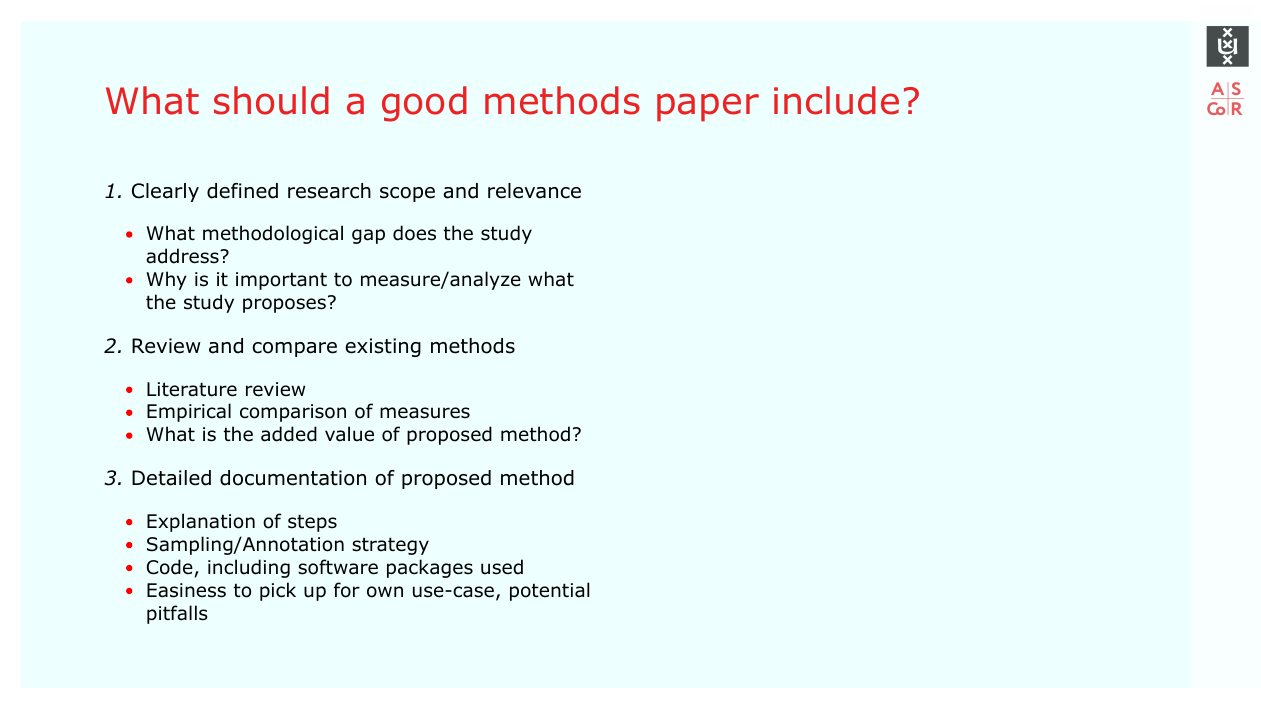 What should a good methods paper include?
1. Clearly defined research scope and relevance
• What methodological gap does the study
address?
• Why is it important to measure/analyze what
the study proposes?
2. Review and compare existing methods
• Literature review
• Empirical comparison of measures
• What is the added value of proposed method?
3. Detailed documentation of proposed method
• Explanation of steps
• Sampling/Annotation strategy
• Code, including software packages used
• Easiness to pick up for own use-case, potential
pitfalls
U
A S
Co R